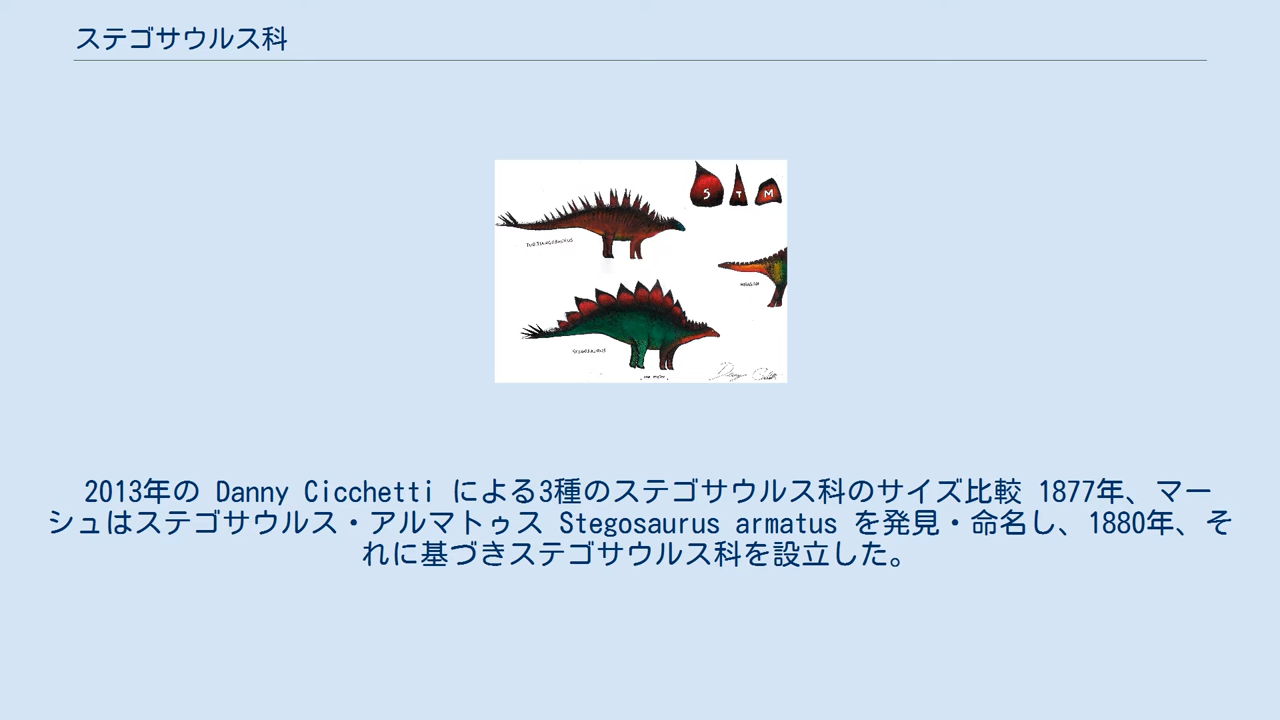 ステゴサウルス科
S T M
TUOJIANGOSAURUS
STEGOSAURUS
2013年の Danny Cicchetti による3種のステゴサウルス科のサイズ比較 1877年、マー
シュはステゴサウルス・アルマトゥス Stegosaurus armatus を発見・命名し、1880年、そ
れに基づきステゴサウルス科を設立した。